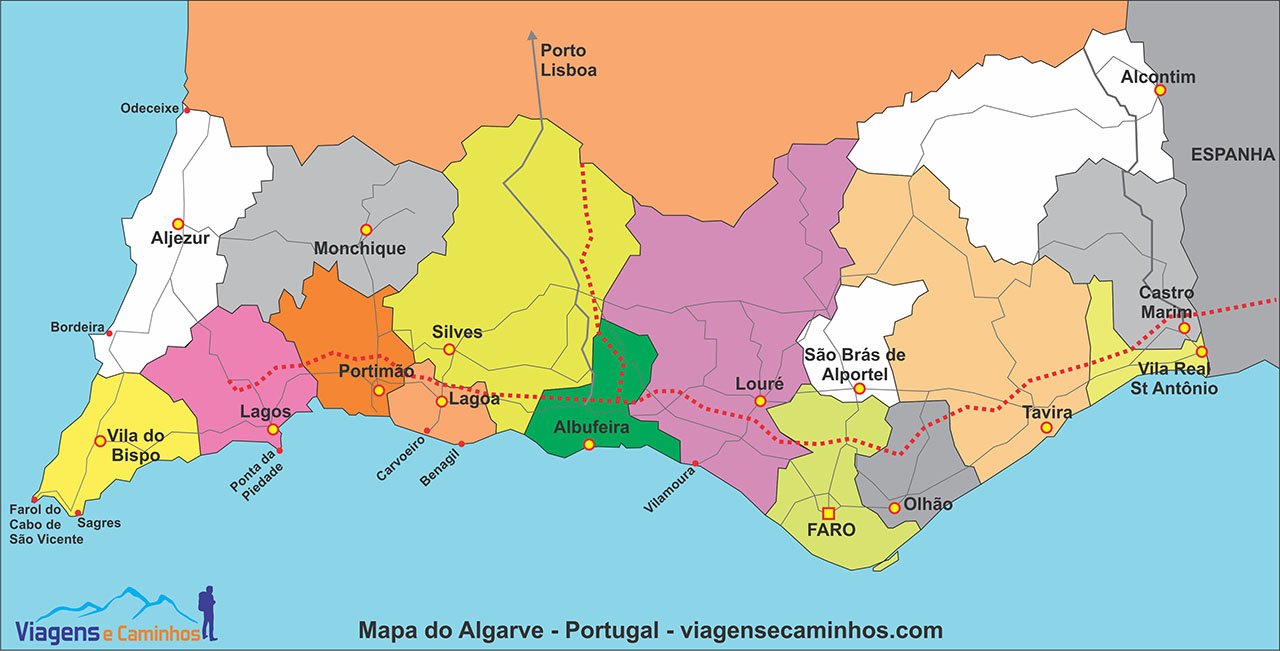 Porto
Lisboa
Alcontim
Odeceixe
ESPANHA
Aljezur
Monchique
Castro
Marim
Bordeira
Silves
São Brás de
Alportel
Vila Real
St Antônio
Portimão
Louré
Lagoa
Lagos
Tavira
Albufeira
Vila do
Bispo
Carvoeiro
Benagil
Ponta da
Piedade
Vilamoura
Olhão
FARO
Farol do
Cabo de
São Vicente
Sagres
Viagens e Caminhos
Mapa do Algarve - Portugal - viagensecaminhos.com